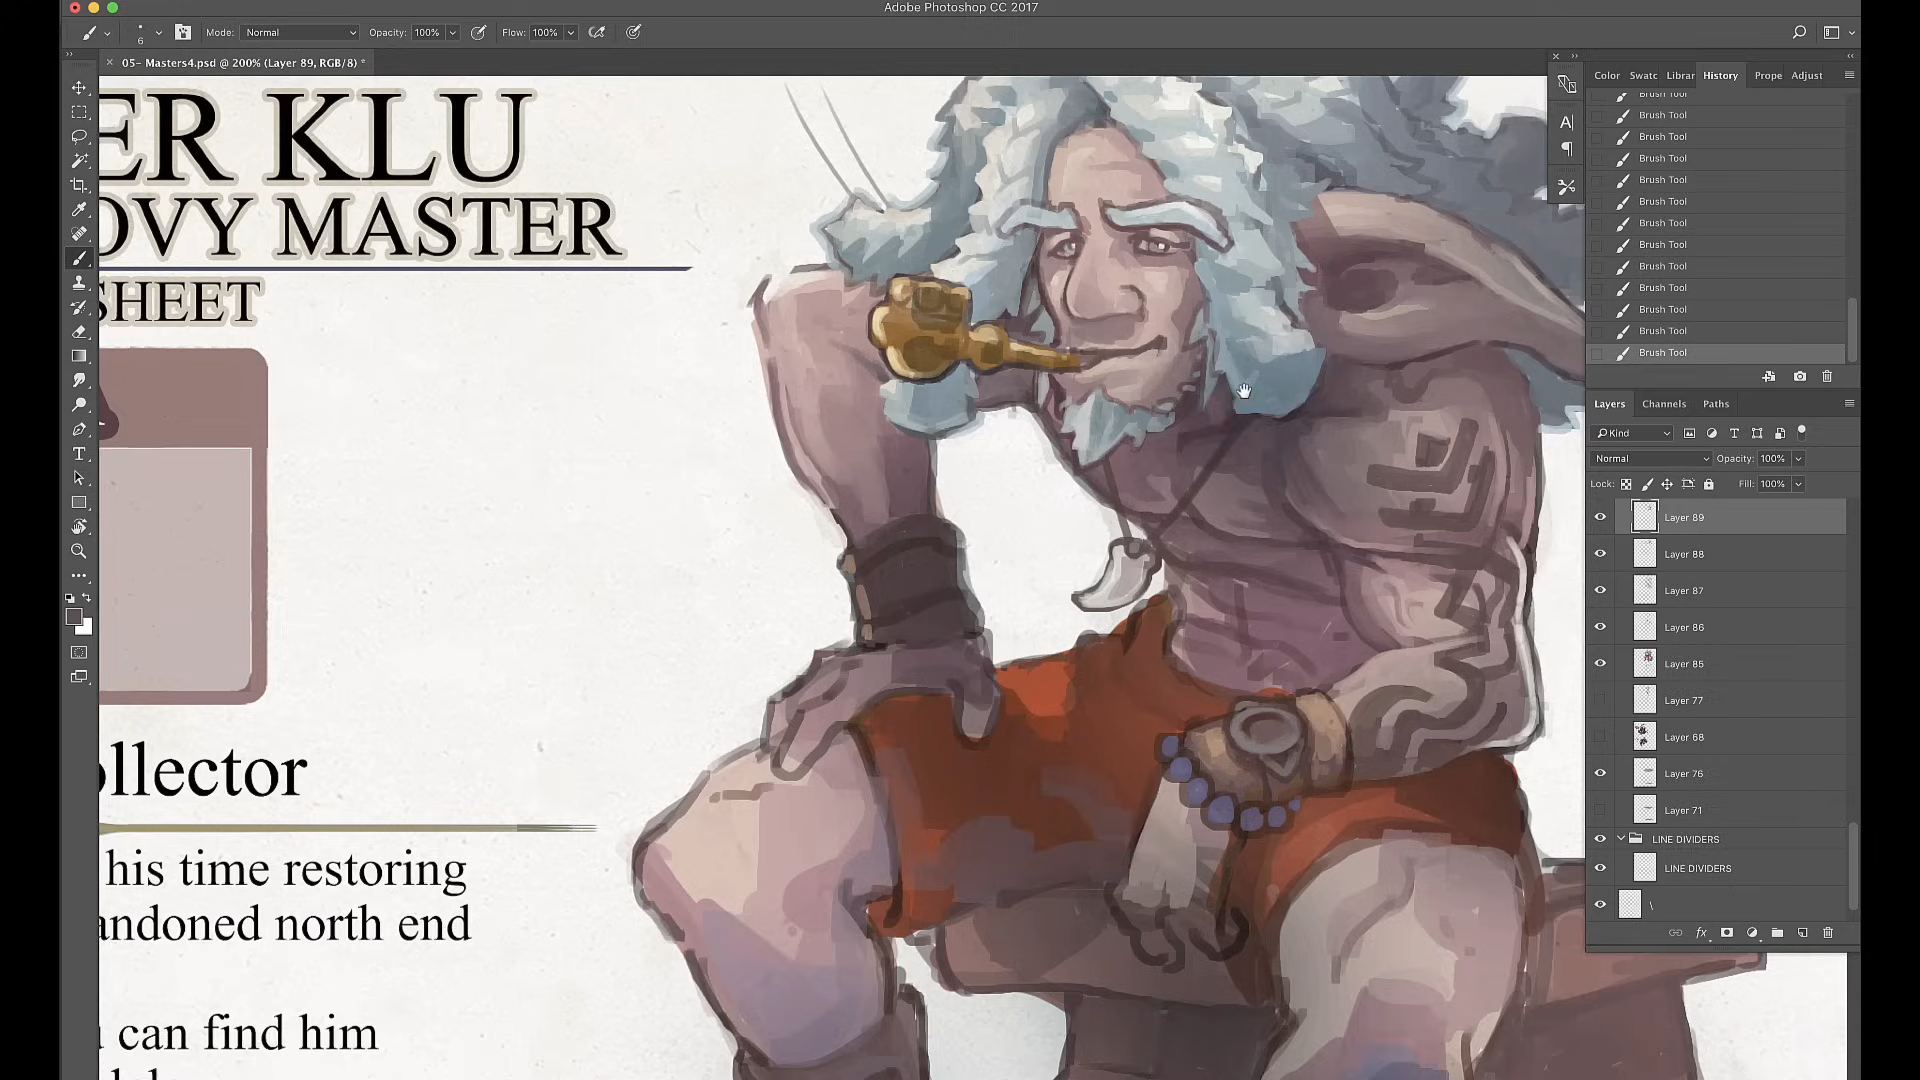 Adobe Photoshop CC 2017
6
Mode: Normal
Opacity: 100%
Flow: 100%
05- Masters4.psd @ 200% (Layer 89, RGB/8) *
ER KLU
OVY MASTER
SHEET
ollector
his time restoring
andoned north end
can find him
Color Swatc Librar History Prope Adjust
Brush Tool
Brush Tool
Brush Tool
Brush Tool
Brush Tool
Brush Tool
Brush Tool
Brush Tool
Brush Tool
Brush Tool
Brush Tool
Brush Tool
Brush Tool
Layers Channels Paths
Kind
Normal Opacity: 100%
Lock: Fill: 100%
Layer 89
Layer 88
Layer 87
Layer 86
Layer 85
Layer 77
Layer 68
Layer 76
Layer 71
LINE DIVIDERS
LINE DIVIDERS
\